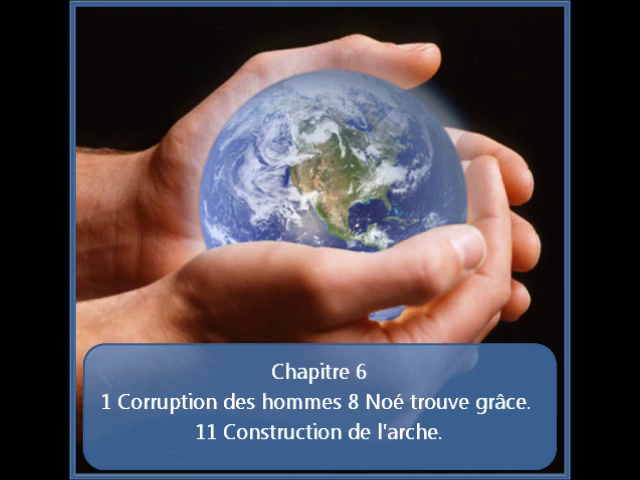 Chapitre 6
1 Corruption des hommes 8 Noé trouve grâce.
11 Construction de l'arche.